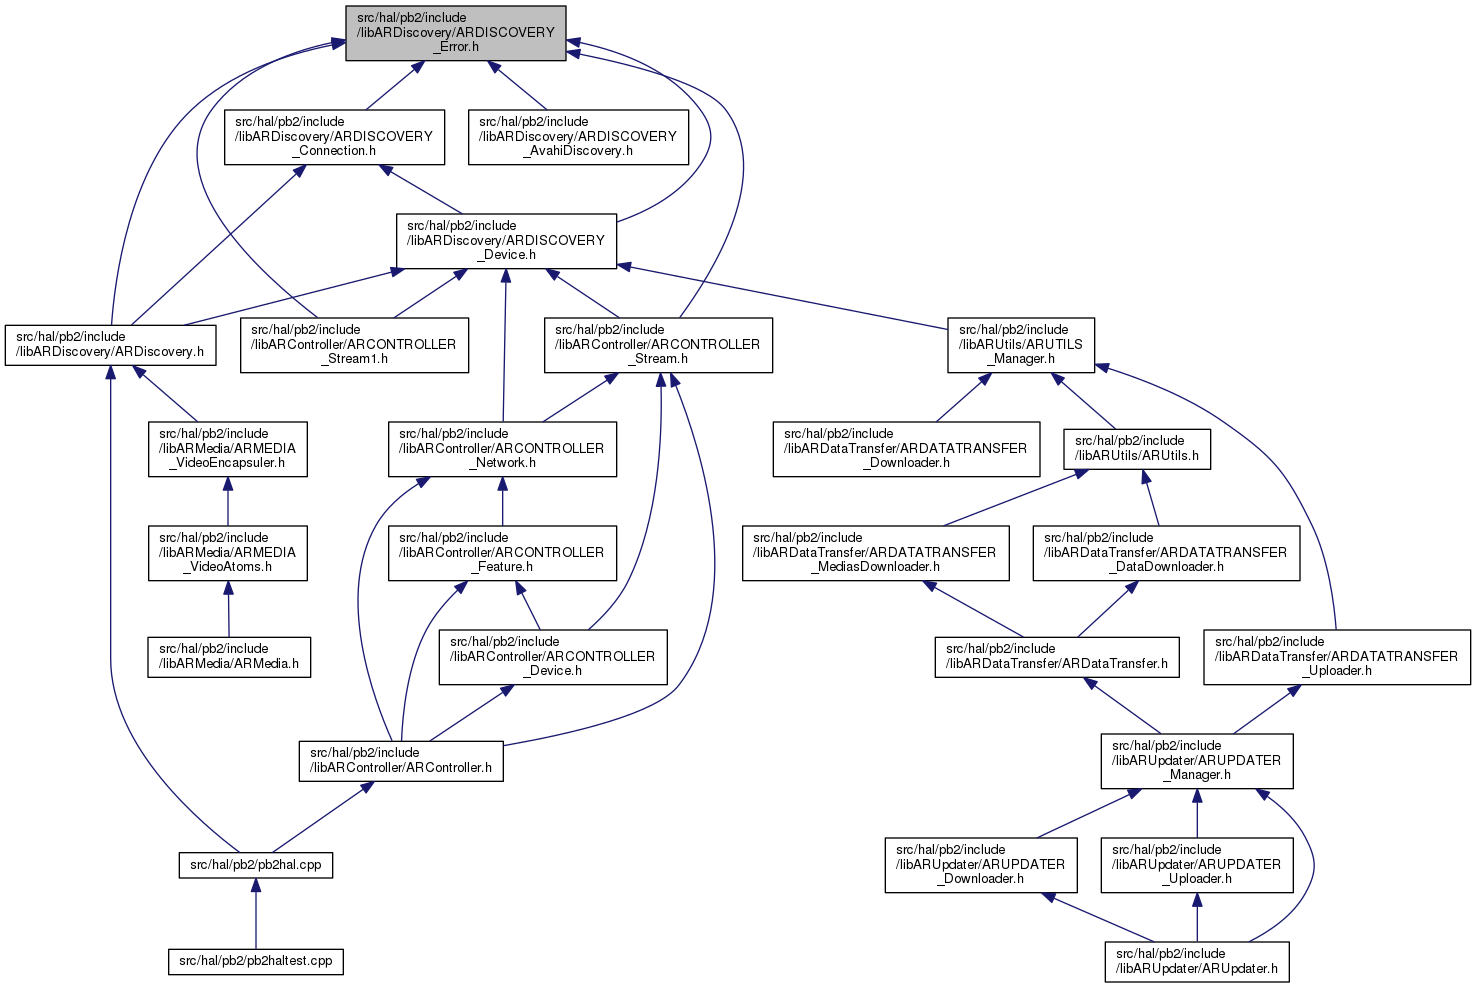 src/hal/pb2/include
/libARDiscovery/ARDISCOVERY
_Error.h
src/hal/pb2/include
/libARDiscovery/ARDISCOVERY
_Connection.h
src/hal/pb2/include
/libARDiscovery/ARDISCOVERY
_AvahiDiscovery.h
src/hal/pb2/include
/libARDiscovery/ARDISCOVERY
_Device.h
src/hal/pb2/include
/libARDiscovery/ARDiscovery.h
src/hal/pb2/include
/libARController/ARCONTROLLER
_Stream1.h
src/hal/pb2/include
/libARController/ARCONTROLLER
_Stream.h
src/hal/pb2/include
/libARUtils/ARUTILS
_Manager.h
src/hal/pb2/include
/libARMedia/ARMEDIA
_VideoEncapsuler.h
src/hal/pb2/include
/libARController/ARCONTROLLER
_Network.h
src/hal/pb2/include
/libARDataTransfer/ARDATATRANSFER
_Downloader.h
src/hal/pb2/include
/libARUtils/ARUtils.h
src/hal/pb2/include
/libARMedia/ARMEDIA
_VideoAtoms.h
src/hal/pb2/include
/libARController/ARCONTROLLER
_Feature.h
src/hal/pb2/include
/libARDataTransfer/ARDATATRANSFER
_MediasDownloader.h
src/hal/pb2/include
/libARDataTransfer/ARDATATRANSFER
_DataDownloader.h
src/hal/pb2/include
/libARMedia/ARMedia.h
src/hal/pb2/include
/libARController/ARCONTROLLER
_Device.h
src/hal/pb2/include
/libARDataTransfer/ARDataTransfer.h
src/hal/pb2/include
/libARDataTransfer/ARDATATRANSFER
_Uploader.h
src/hal/pb2/include
/libARController/ARController.h
src/hal/pb2/include
/libARUpdater/ARUPDATER
_Manager.h
src/hal/pb2/pb2hal.cpp
src/hal/pb2/include
/libARUpdater/ARUPDATER
_Downloader.h
src/hal/pb2/include
/libARUpdater/ARUPDATER
_Uploader.h
src/hal/pb2/pb2haltest.cpp
src/hal/pb2/include
/libARUpdater/ARUpdater.h